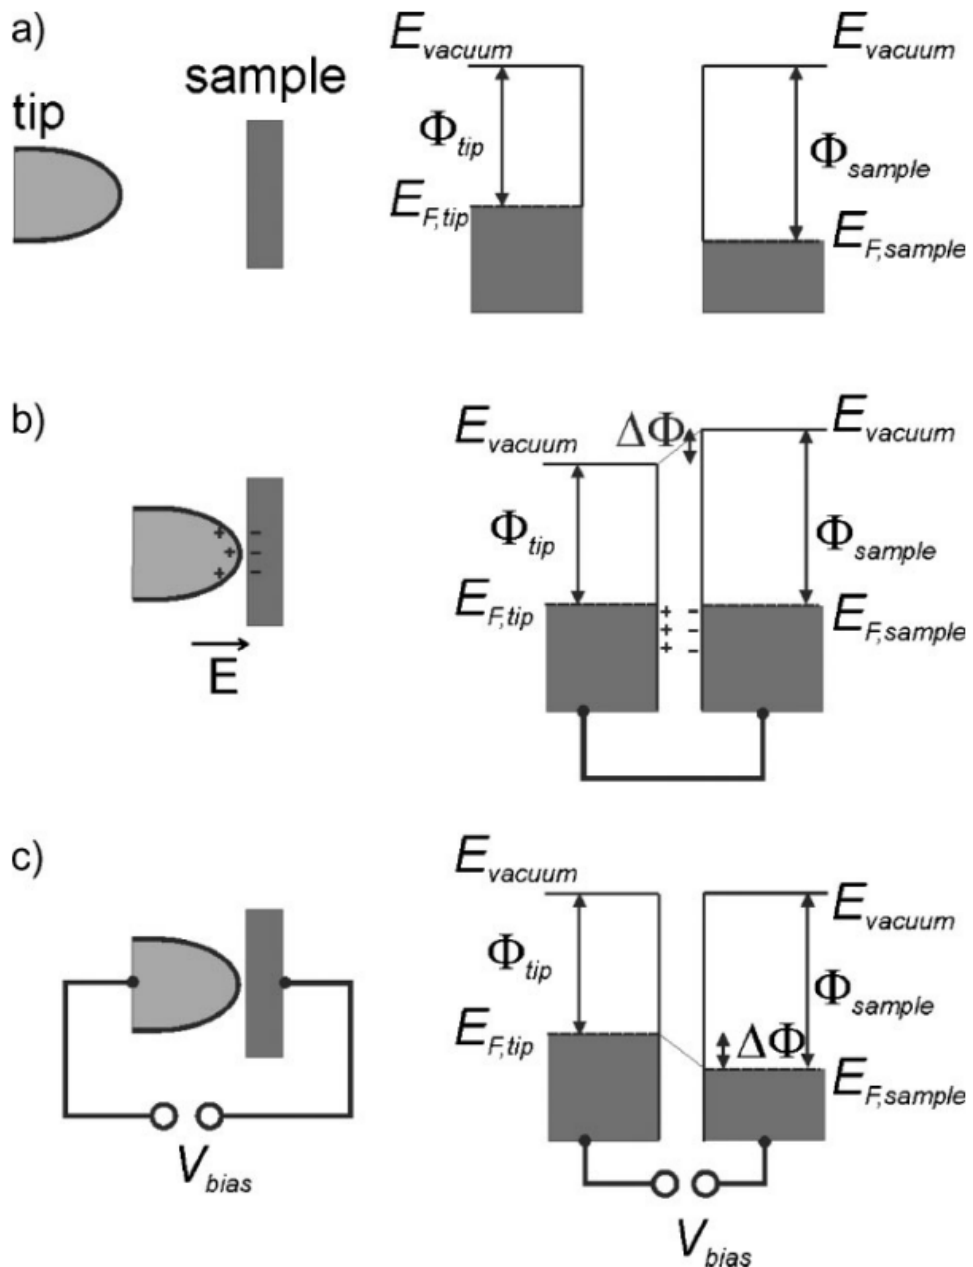 a)
tip
sample
E_vacuum
E_vacuum
Φ_tip
Φ_sample
E_F,tip
E_F,sample
b)
E_vacuum
ΔΦ
E_vacuum
Φ_tip
Φ_sample
E_F,tip
E_F,sample
+ -
+ -
+ -
E
+ -
+ -
+ -
c)
E_vacuum
E_vacuum
Φ_tip
Φ_sample
E_F,tip
ΔΦ
E_F,sample
V_bias
V_bias